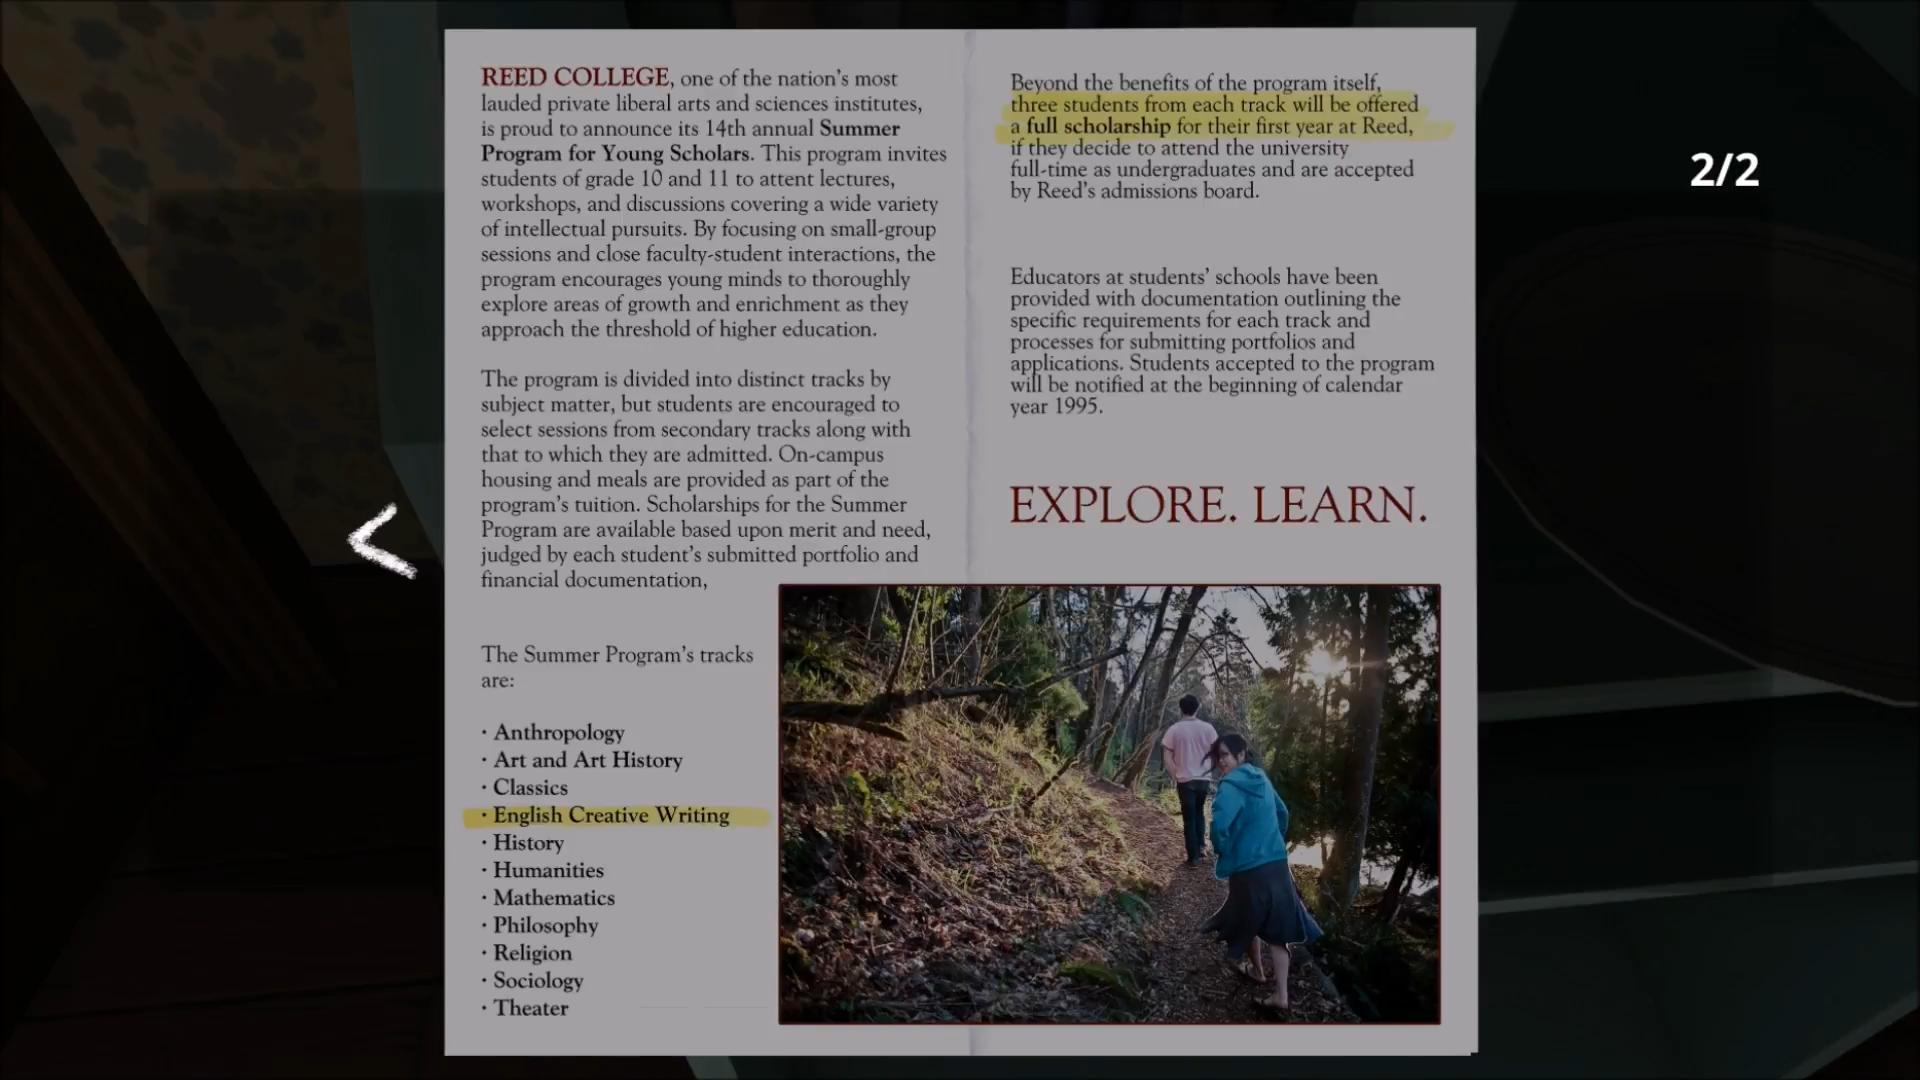 REED COLLEGE, one of the nation's most
lauded private liberal arts and sciences institutes,
is proud to announce its 14th annual Summer
Program for Young Scholars. This program invites
students of grade 10 and 11 to attent lectures,
workshops, and discussions covering a wide variety
of intellectual pursuits. By focusing on small-group
sessions and close faculty-student interactions, the
program encourages young minds to thoroughly
explore areas of growth and enrichment as they
approach the threshold of higher education.
The program is divided into distinct tracks by
subject matter, but students are encouraged to
select sessions from secondary tracks along with
that to which they are admitted. On-campus
housing and meals are provided as part of the
program's tuition. Scholarships for the Summer
Program are available based upon merit and need,
judged by each student's submitted portfolio and
financial documentation,
The Summer Program's tracks
are:
· Anthropology
· Art and Art History
· Classics
· English Creative Writing
· History
· Humanities
· Mathematics
· Philosophy
· Religion
· Sociology
· Theater
Beyond the benefits of the program itself,
three students from each track will be offered
a full scholarship for their first year at Reed,
if they decide to attend the university
full-time as undergraduates and are accepted
by Reed's admissions board.
Educators at students' schools have been
provided with documentation outlining the
specific requirements for each track and
processes for submitting portfolios and
applications. Students accepted to the program
will be notified at the beginning of calendar
year 1995.
EXPLORE. LEARN.
2/2